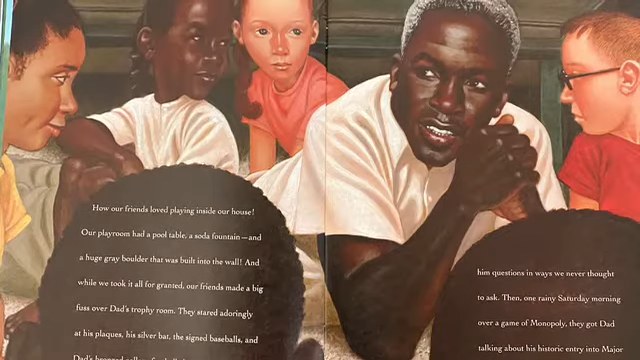 How our friends loved playing inside our house!
Our playroom had a pool table, a soda fountain—and
a huge gray boulder that was built into the wall! And
while we took it all for granted, our friends made a big
fuss over Dad's trophy room. They stared adoringly
at his plaques, his silver bat, the signed baseballs, and
Dad's bronzed
him questions in ways we never thought
to ask. Then, one rainy Saturday morning
over a game of Monopoly, they got Dad
talking about his historic entry into Major